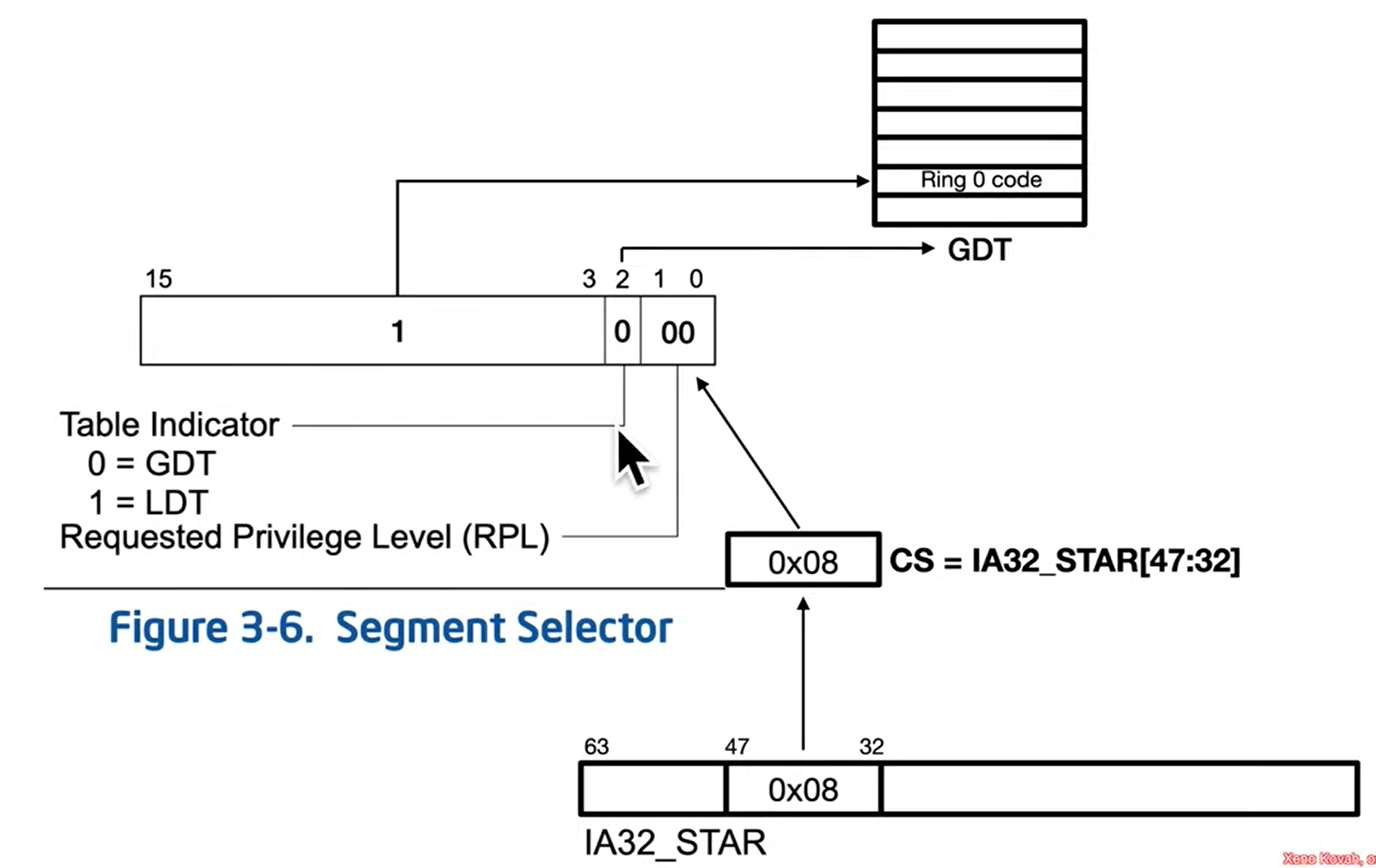 Ring 0 code
GDT
15 3 2 1 0
1 0 00
Table Indicator
0 = GDT
1 = LDT
Requested Privilege Level (RPL)
0x08 CS = IA32_STAR[47:32]
Figure 3-6. Segment Selector
63 47 32
0x08
IA32_STAR
Xeno Kovah,